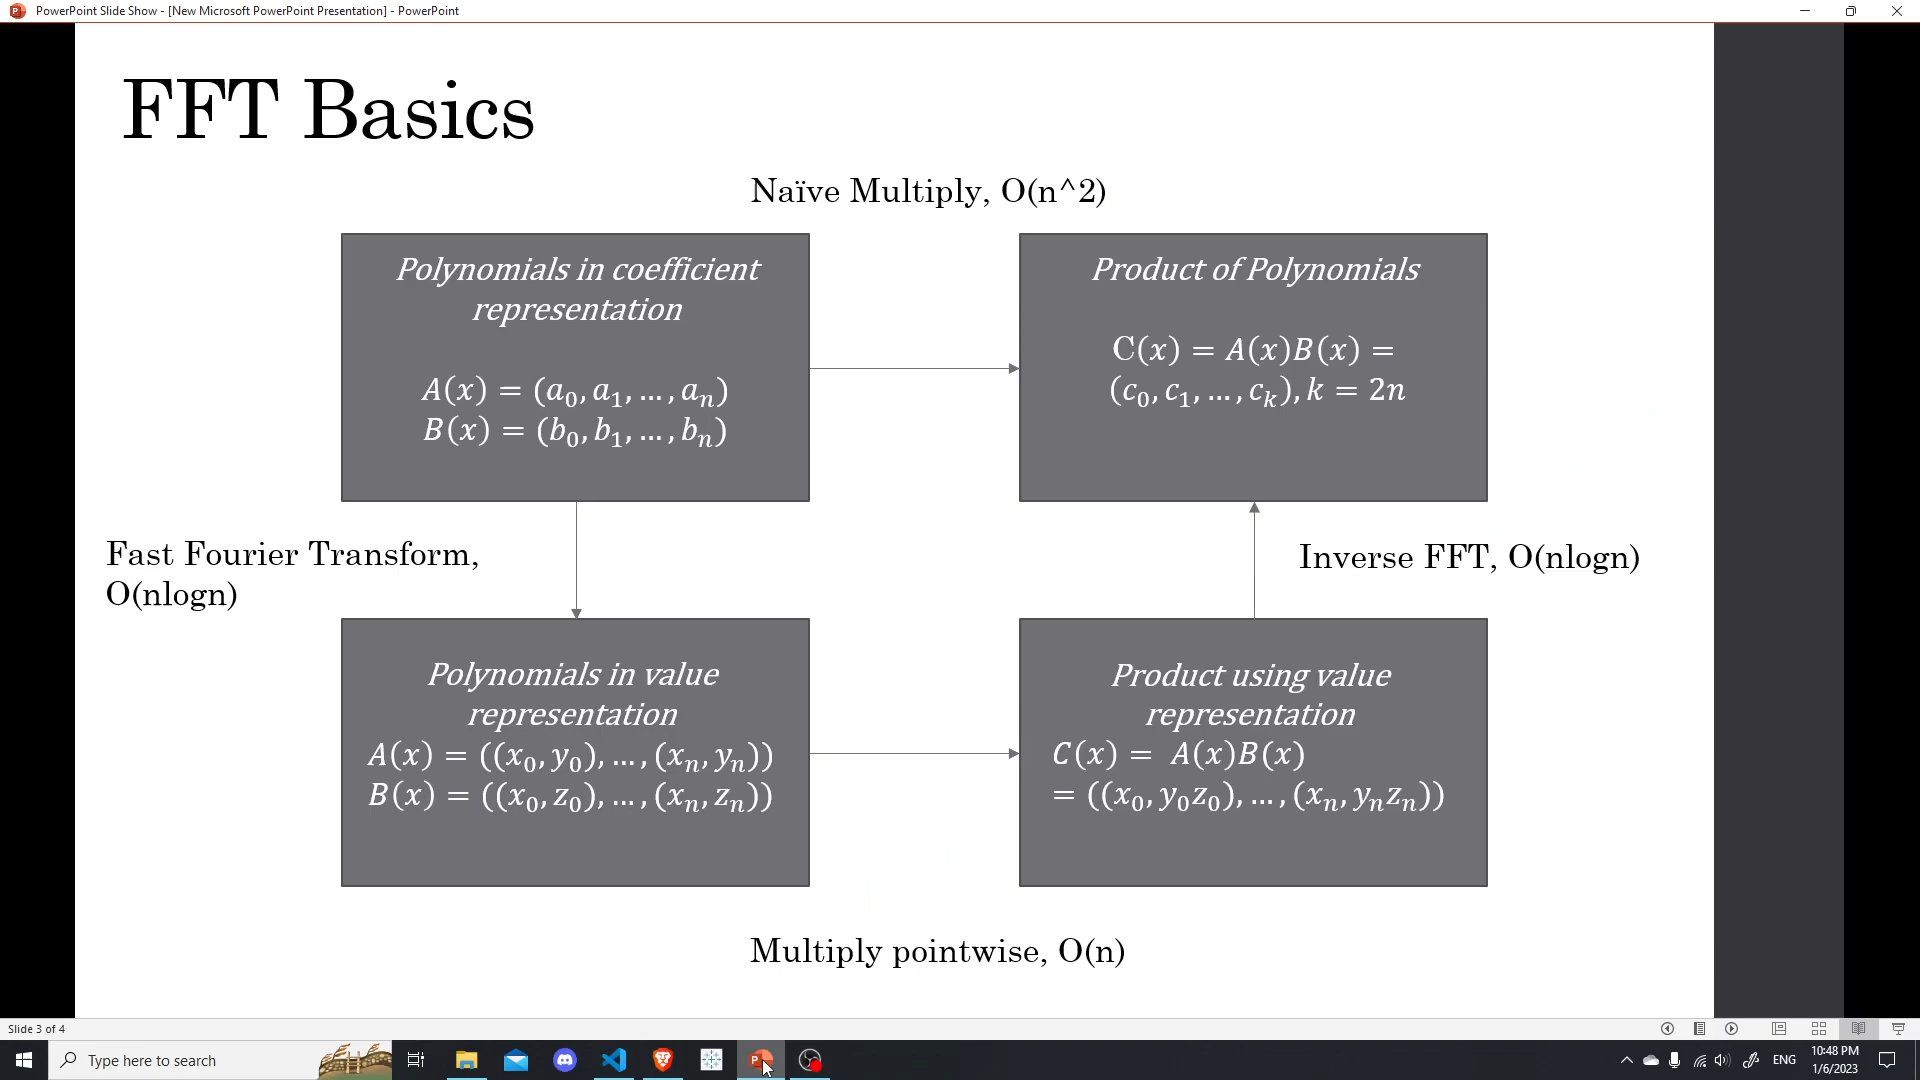 PowerPoint Slide Show - [New Microsoft PowerPoint Presentation] - PowerPoint
FFT Basics
Naïve Multiply, O(n^2)
Polynomials in coefficient
representation
A(x) = (a₀, a₁, … , aₙ)
B(x) = (b₀, b₁, … , bₙ)
Product of Polynomials
C(x) = A(x)B(x) =
(c₀, c₁, … , cₖ), k = 2n
Fast Fourier Transform,
O(nlogn)
Inverse FFT, O(nlogn)
Polynomials in value
representation
A(x) = ((x₀, y₀), … , (xₙ, yₙ))
B(x) = ((x₀, z₀), … , (xₙ, zₙ))
Product using value
representation
C(x) = A(x)B(x)
= ((x₀, y₀z₀), … , (xₙ, yₙzₙ))
Multiply pointwise, O(n)
Slide 3 of 4
Type here to search
ENG
10:48 PM
1/6/2023